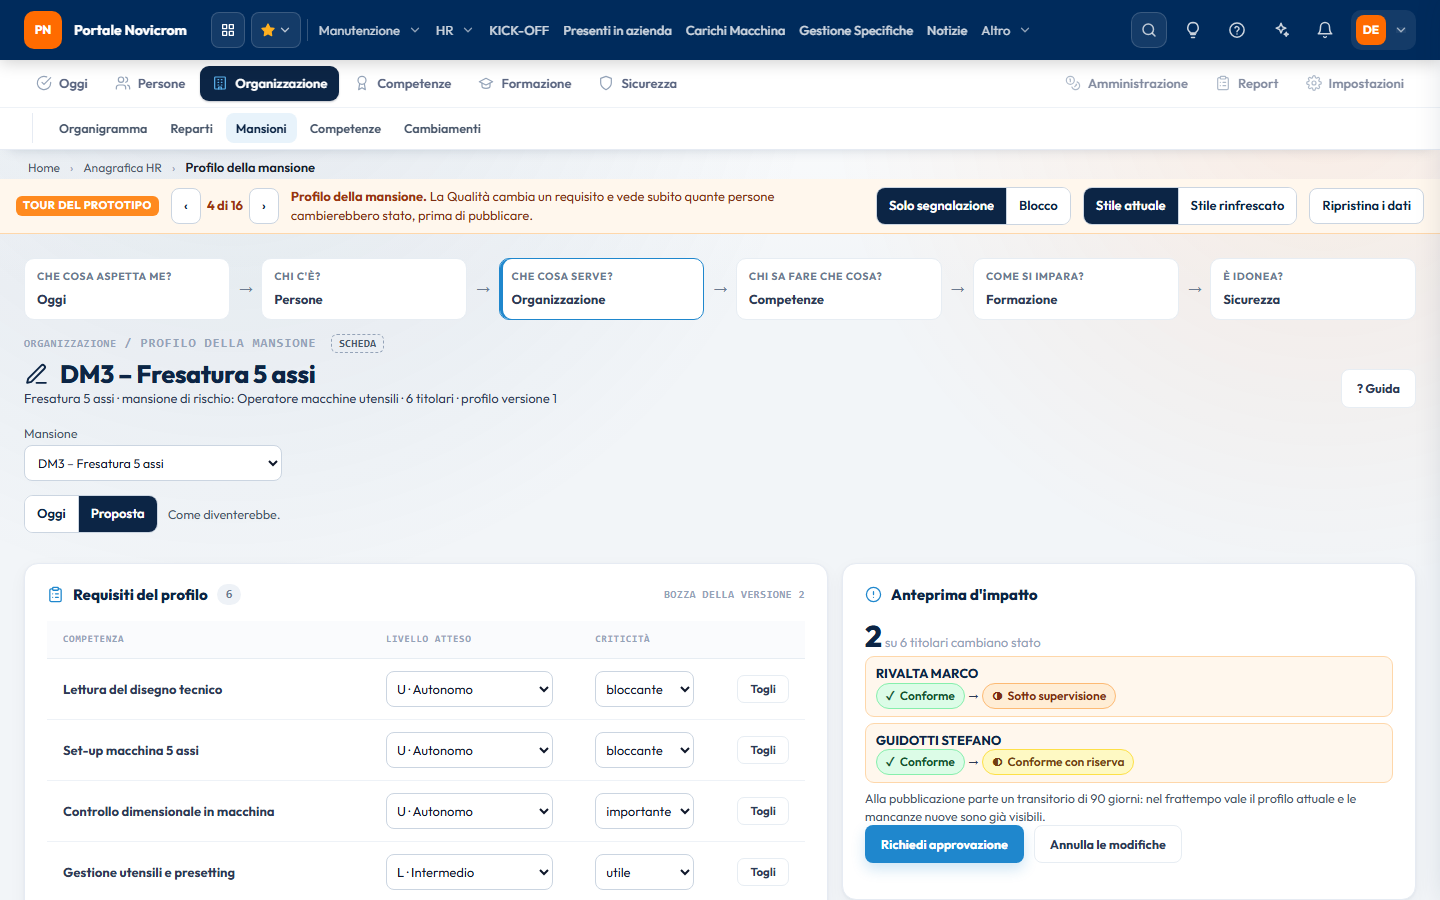 PN Portale Novicrom Manutenzione HR KICK-OFF Presenti in azienda Carichi Macchina Gestione Specifiche Notizie Altro DE
Oggi Persone Organizzazione Competenze Formazione Sicurezza Amministrazione Report Impostazioni
Organigramma Reparti Mansioni Competenze Cambiamenti
Home › Anagrafica HR › Profilo della mansione
TOUR DEL PROTOTIPO ‹ 4 di 16 › Profilo della mansione. La Qualità cambia un requisito e vede subito quante persone
cambierebbero stato, prima di pubblicare.
Solo segnalazione Blocco Stile attuale Stile rinfrescato Ripristina i dati
CHE COSA ASPETTA ME?
Oggi
→
CHI C'È?
Persone
→
CHE COSA SERVE?
Organizzazione
→
CHI SA FARE CHE COSA?
Competenze
→
COME SI IMPARA?
Formazione
→
È IDONEA?
Sicurezza
ORGANIZZAZIONE / PROFILO DELLA MANSIONE SCHEDA
DM3 – Fresatura 5 assi
Fresatura 5 assi · mansione di rischio: Operatore macchine utensili · 6 titolari · profilo versione 1
? Guida
Mansione
DM3 – Fresatura 5 assi
Oggi Proposta Come diventerebbe.
Requisiti del profilo 6 BOZZA DELLA VERSIONE 2
COMPETENZA LIVELLO ATTESO CRITICITÀ
Lettura del disegno tecnico U · Autonomo bloccante Togli
Set-up macchina 5 assi U · Autonomo bloccante Togli
Controllo dimensionale in macchina U · Autonomo importante Togli
Gestione utensili e presetting L · Intermedio utile Togli
Anteprima d'impatto
2 su 6 titolari cambiano stato
RIVALTA MARCO
✓ Conforme → Sotto supervisione
GUIDOTTI STEFANO
✓ Conforme → Conforme con riserva
Alla pubblicazione parte un transitorio di 90 giorni: nel frattempo vale il profilo attuale e le
mancanze nuove sono già visibili.
Richiedi approvazione Annulla le modifiche